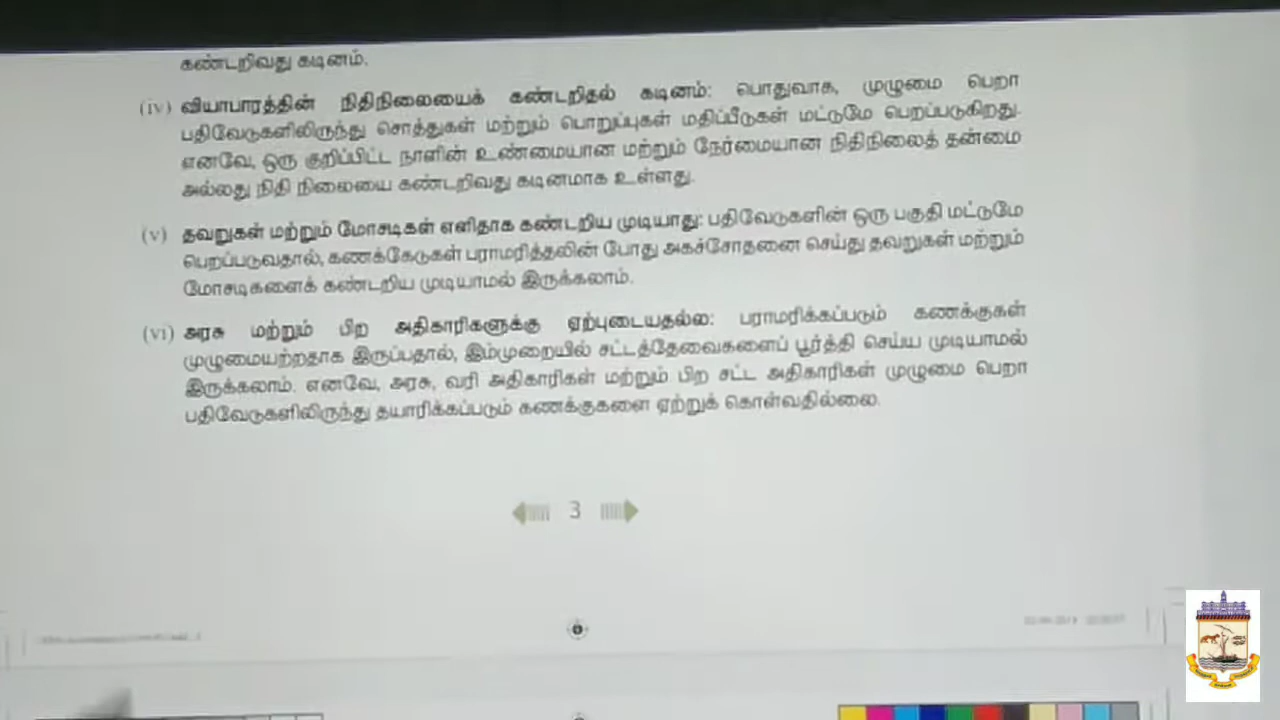 கண்டறிவது கடினம்.
(iv) வியாபாரத்தின் நிதிநிலையைக் கண்டறிதல் கடினம்: பொதுவாக, முழுமை பெறா
பதிவேடுகளிலிருந்து சொத்துகள் மற்றும் பொறுப்புகள் மதிப்பீடுகள் மட்டுமே பெறப்படுகிறது.
எனவே, ஒரு குறிப்பிட்ட நாளின் உண்மையான மற்றும் நேர்மையான நிதிநிலைத் தன்மை
அல்லது நிதி நிலையை கண்டறிவது கடினமாக உள்ளது.
(v) தவறுகள் மற்றும் மோசடிகள் எளிதாக கண்டறிய முடியாது: பதிவேடுகளின் ஒரு பகுதி மட்டுமே
பெறப்படுவதால், கணக்கேடுகள் பராமரித்தலின் போது அகச்சோதனை செய்து தவறுகள் மற்றும்
மோசடிகளைக் கண்டறிய முடியாமல் இருக்கலாம்.
(vi) அரசு மற்றும் பிற அதிகாரிகளுக்கு ஏற்புடையதல்ல: பராமரிக்கப்படும் கணக்குகள்
முழுமையற்றதாக இருப்பதால், இம்முறையில் சட்டத்தேவைகளைப் பூர்த்தி செய்ய முடியாமல்
இருக்கலாம். எனவே, அரசு, வரி அதிகாரிகள் மற்றும் பிற சட்ட அதிகாரிகள் முழுமை பெறா
பதிவேடுகளிலிருந்து தயாரிக்கப்படும் கணக்குகளை ஏற்றுக் கொள்வதில்லை.
3